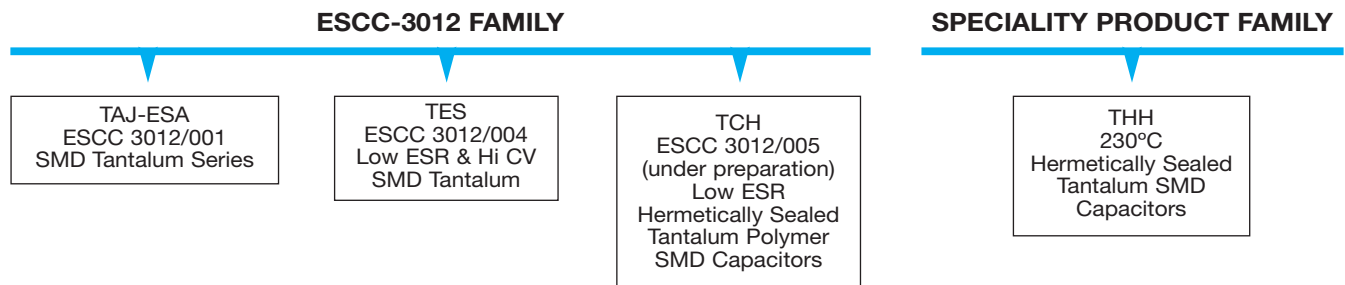 ESCC-3012 FAMILY
TAJ-ESA
ESCC 3012/001
SMD Tantalum Series
TES
ESCC 3012/004
Low ESR & Hi CV
SMD Tantalum
TCH
ESCC 3012/005
(under preparation)
Low ESR
Hermetically Sealed
Tantalum Polymer
SMD Capacitors
SPECIALITY PRODUCT FAMILY
THH
230ºC
Hermetically Sealed
Tantalum SMD
Capacitors